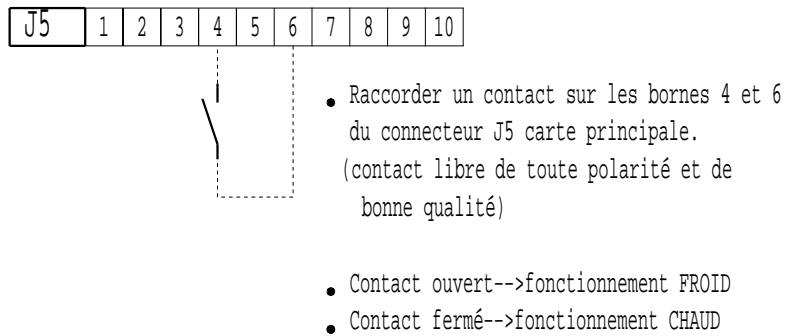 J5 1 2 3 4 5 6 7 8 9 10
• Raccorder un contact sur les bornes 4 et 6
du connecteur J5 carte principale.
(contact libre de toute polarité et de
bonne qualité)
• Contact ouvert-->fonctionnement FROID
• Contact fermé-->fonctionnement CHAUD